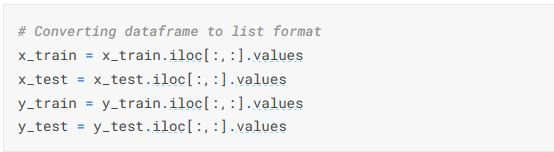 # Converting dataframe to list format
x_train = x_train.iloc[:,:].values
x_test = x_test.iloc[:,:].values
y_train = y_train.iloc[:,:].values
y_test = y_test.iloc[:,:].values